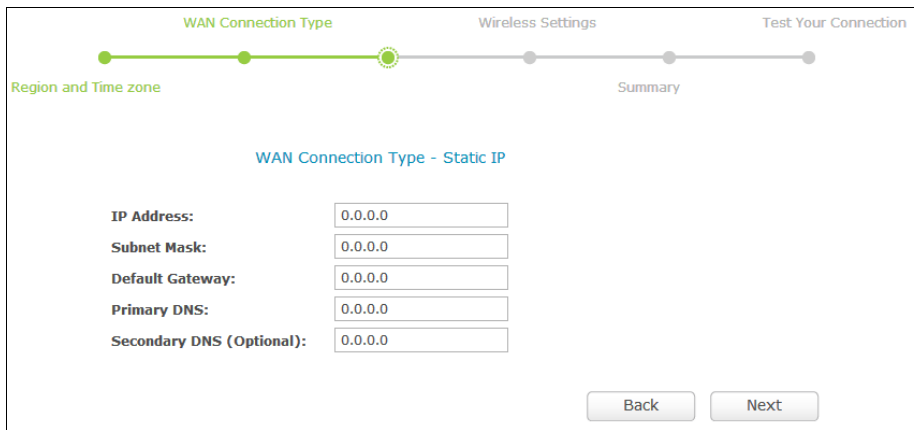 WAN Connection Type Wireless Settings Test Your Connection
Region and Time zone Summary
WAN Connection Type - Static IP
IP Address: 0.0.0.0
Subnet Mask: 0.0.0.0
Default Gateway: 0.0.0.0
Primary DNS: 0.0.0.0
Secondary DNS (Optional): 0.0.0.0
Back Next